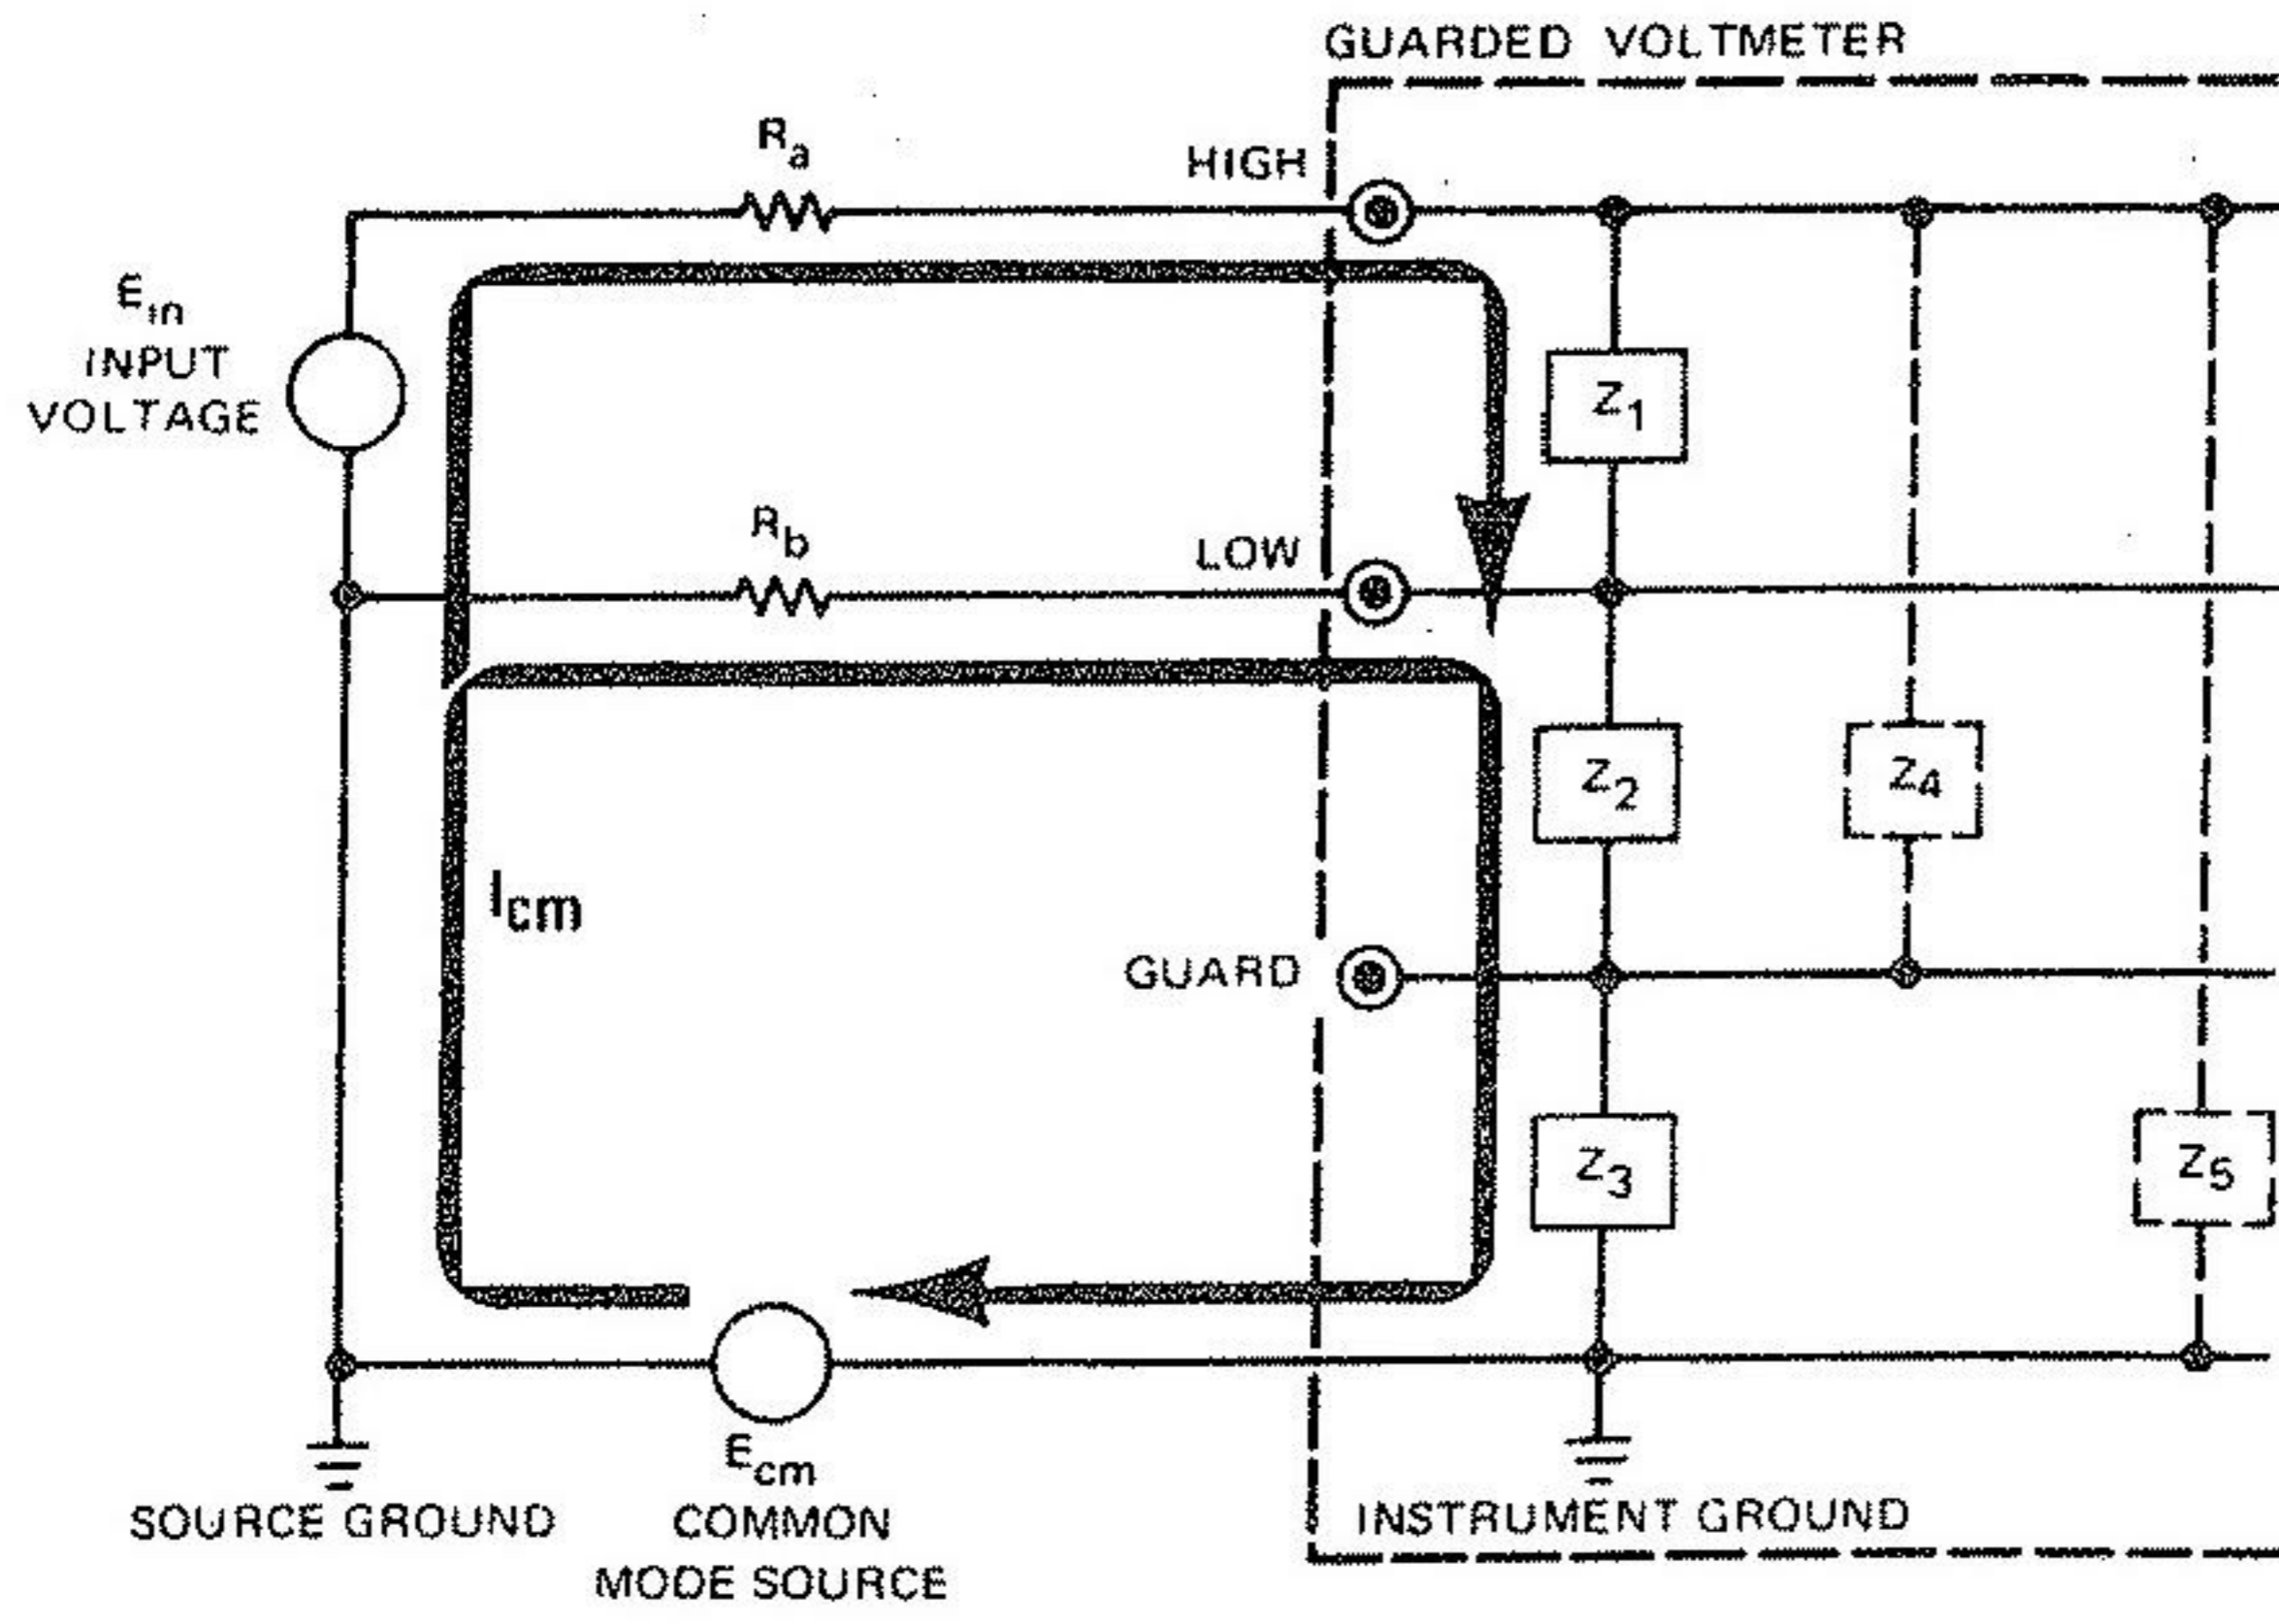 GUARDED VOLTMETER
Ra
HIGH
Ein
INPUT
VOLTAGE
Z1
Rb
LOW
Z2
Z4
Icm
GUARD
Z3
Z5
Ecm
SOURCE GROUND
COMMON
MODE SOURCE
INSTRUMENT GROUND